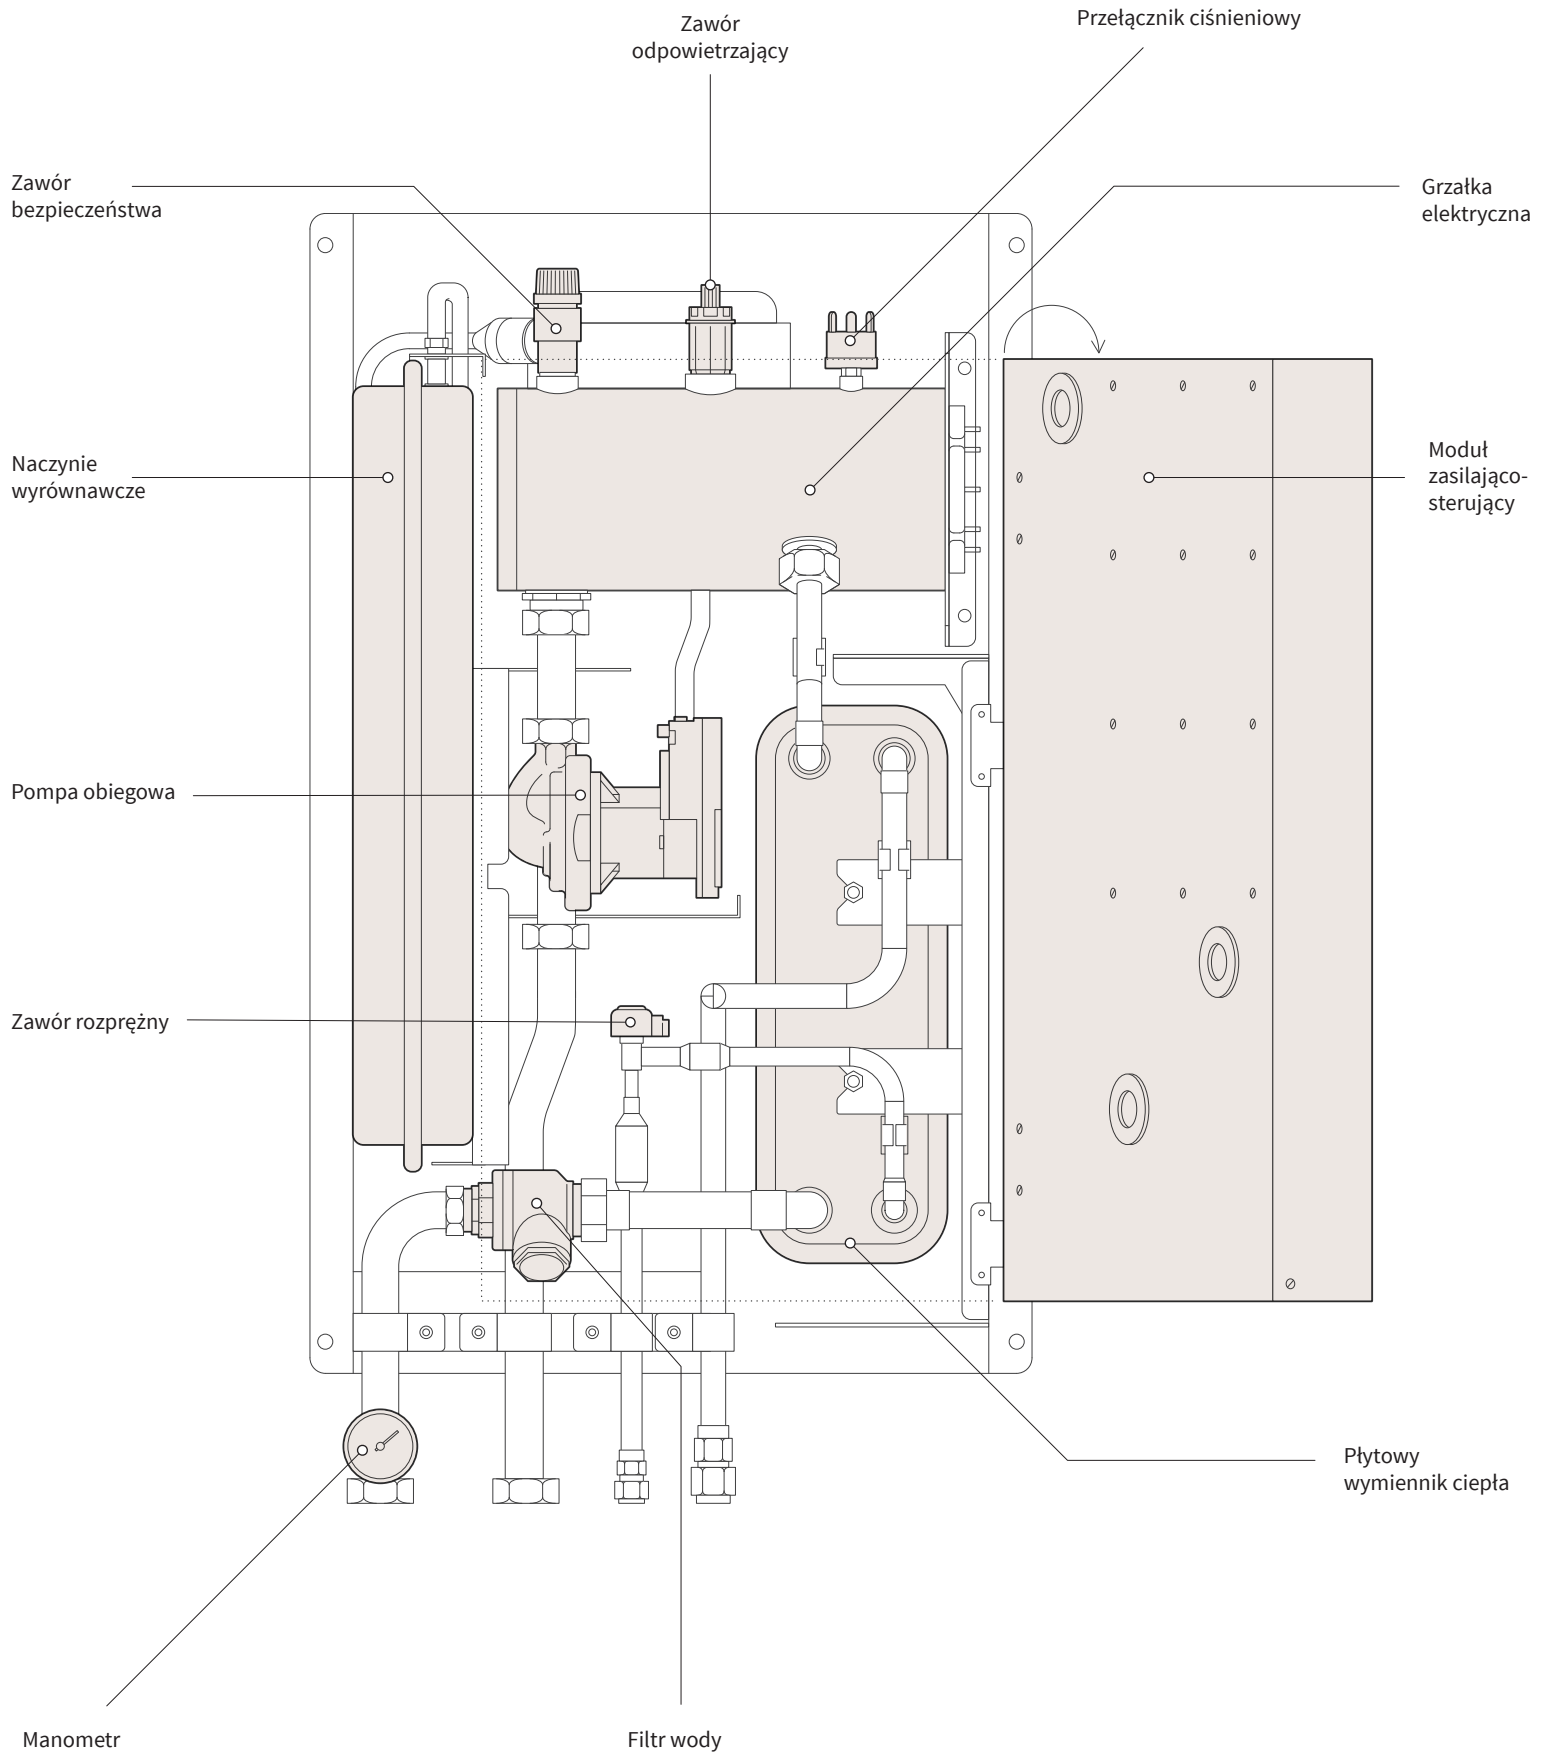 Przełącznik ciśnieniowy
Zawór
odpowietrzający
Zawór
bezpieczeństwa
Grzałka
elektryczna
Naczynie
wyrównawcze
Moduł
zasilająco-
sterujący
Pompa obiegowa
Zawór rozprężny
Płytowy
wymiennik ciepła
Manometr
Filtr wody